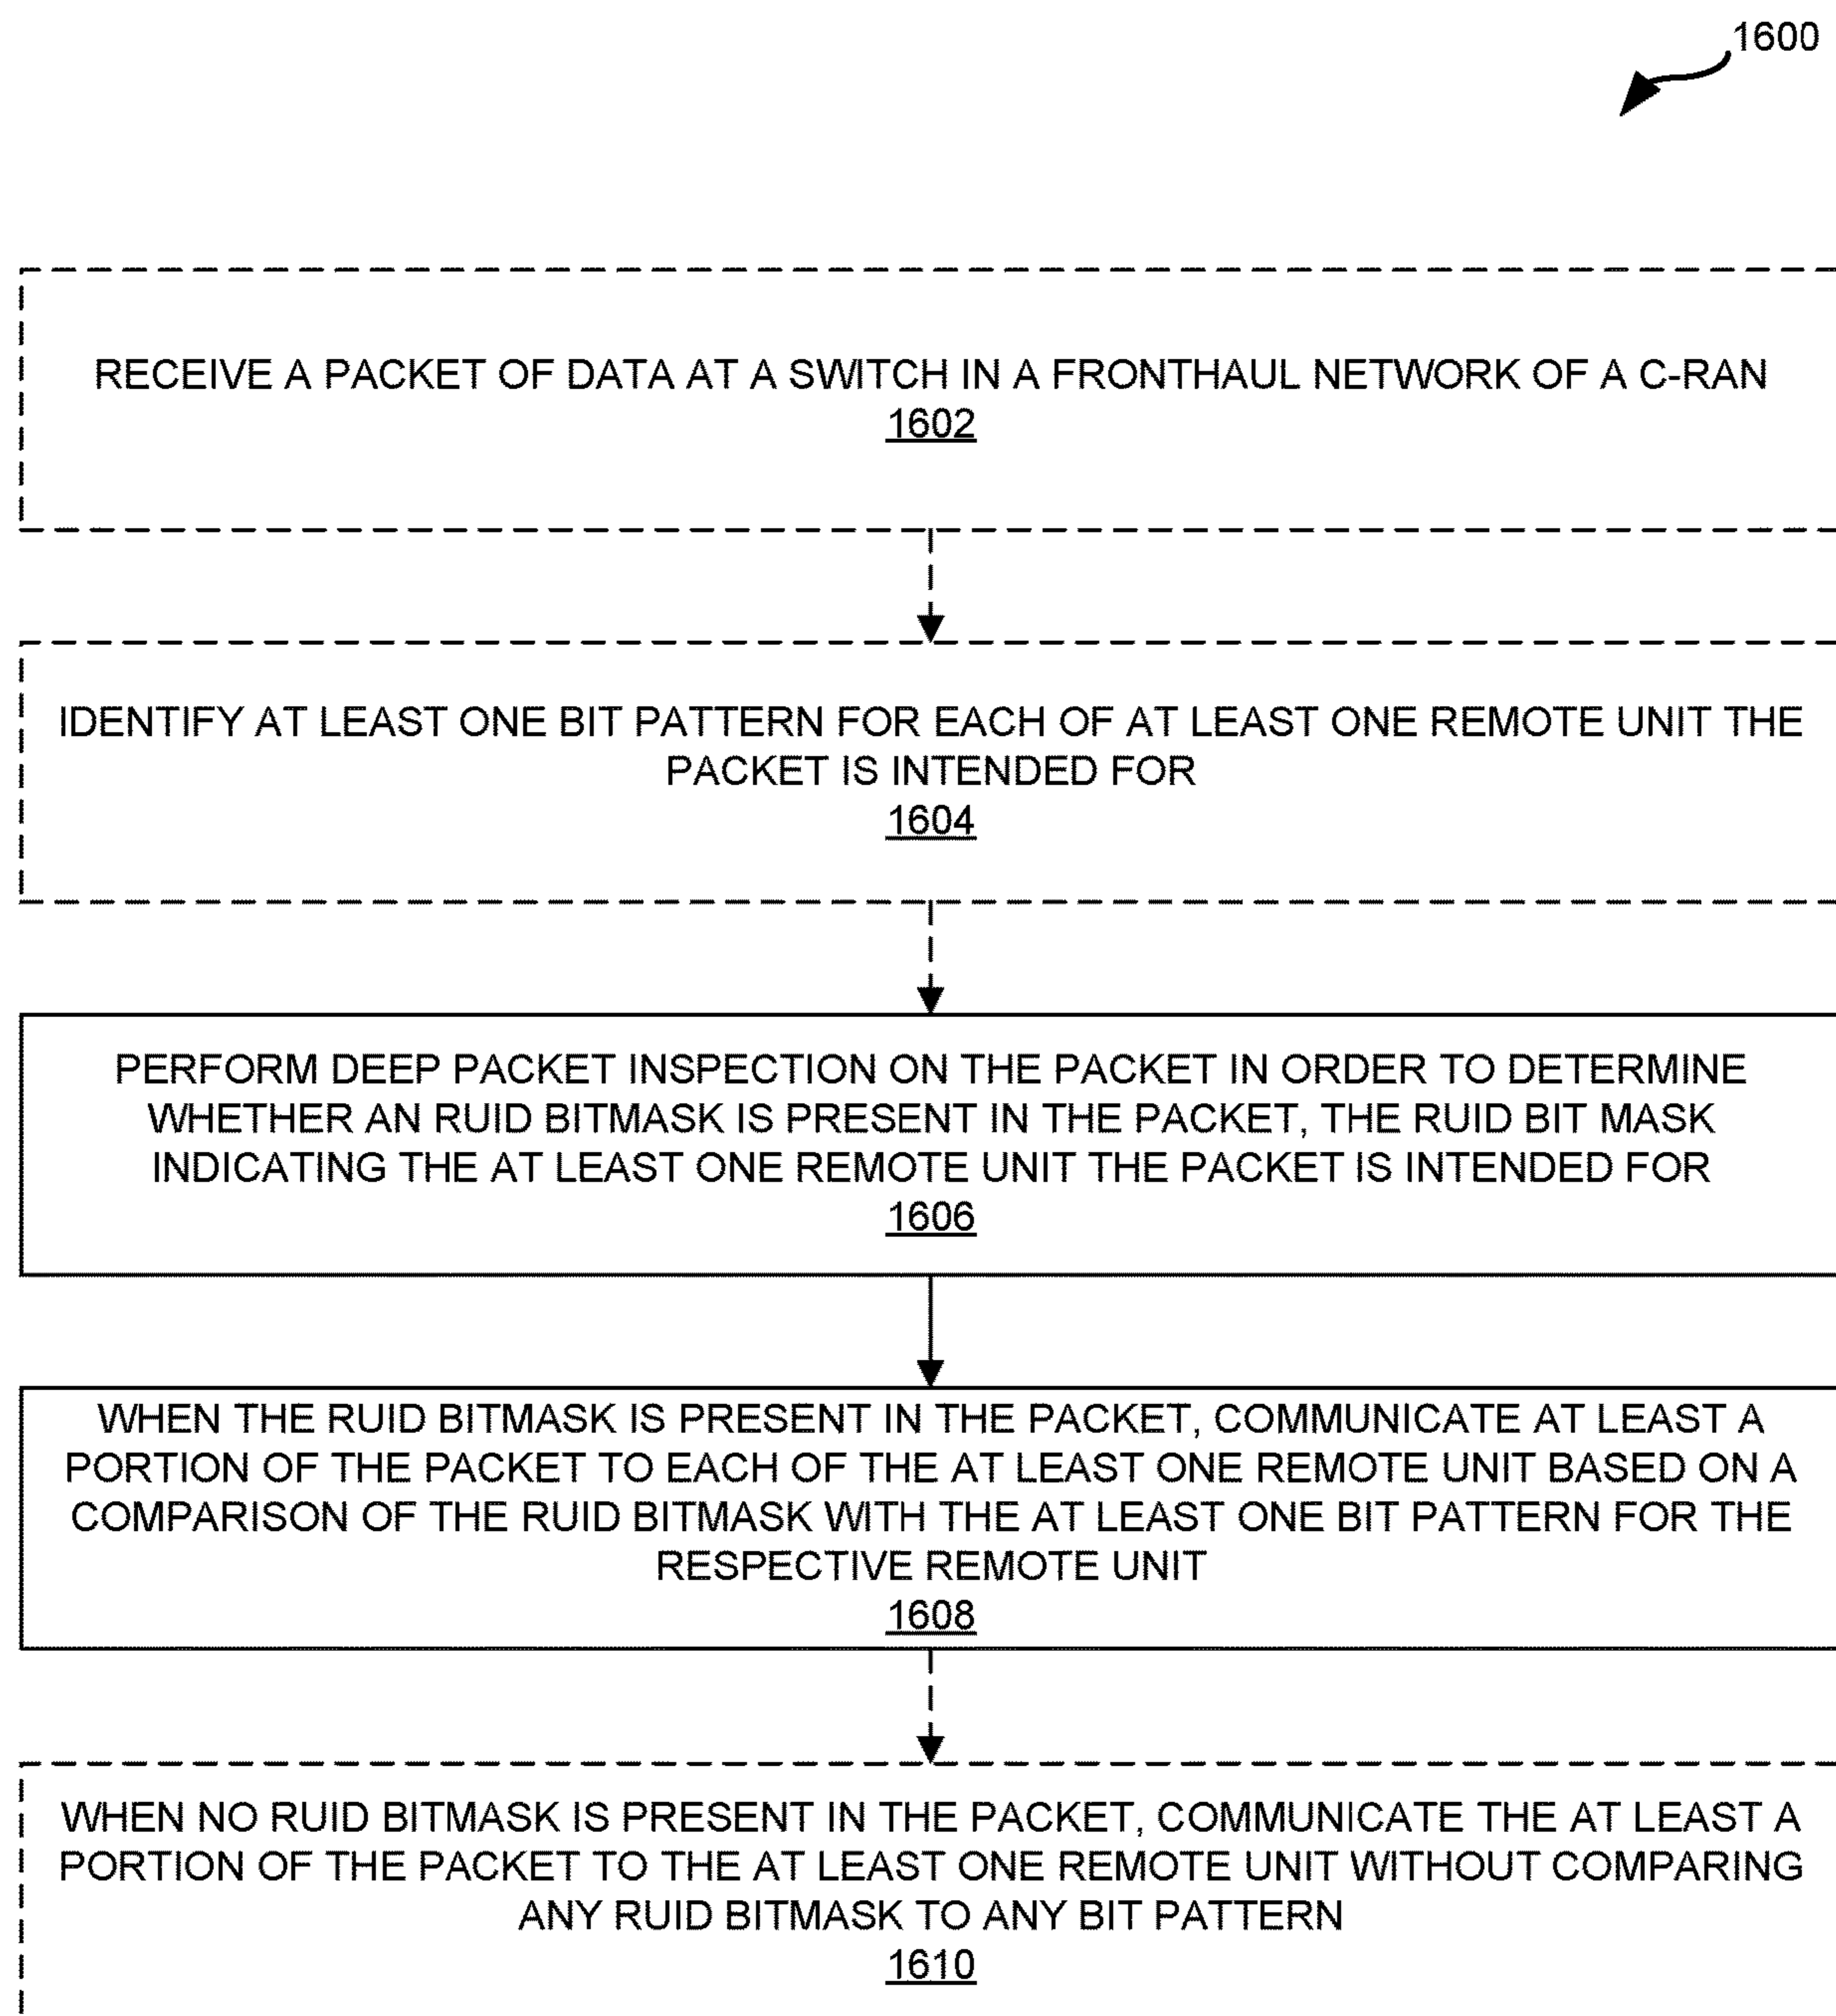 1600
RECEIVE A PACKET OF DATA AT A SWITCH IN A FRONTHAUL NETWORK OF A C-RAN
1602
IDENTIFY AT LEAST ONE BIT PATTERN FOR EACH OF AT LEAST ONE REMOTE UNIT THE
PACKET IS INTENDED FOR
1604
PERFORM DEEP PACKET INSPECTION ON THE PACKET IN ORDER TO DETERMINE
WHETHER AN RUID BITMASK IS PRESENT IN THE PACKET, THE RUID BIT MASK
INDICATING THE AT LEAST ONE REMOTE UNIT THE PACKET IS INTENDED FOR
1606
WHEN THE RUID BITMASK IS PRESENT IN THE PACKET, COMMUNICATE AT LEAST A
PORTION OF THE PACKET TO EACH OF THE AT LEAST ONE REMOTE UNIT BASED ON A
COMPARISON OF THE RUID BITMASK WITH THE AT LEAST ONE BIT PATTERN FOR THE
RESPECTIVE REMOTE UNIT
1608
WHEN NO RUID BITMASK IS PRESENT IN THE PACKET, COMMUNICATE THE AT LEAST A
PORTION OF THE PACKET TO THE AT LEAST ONE REMOTE UNIT WITHOUT COMPARING
ANY RUID BITMASK TO ANY BIT PATTERN
1610